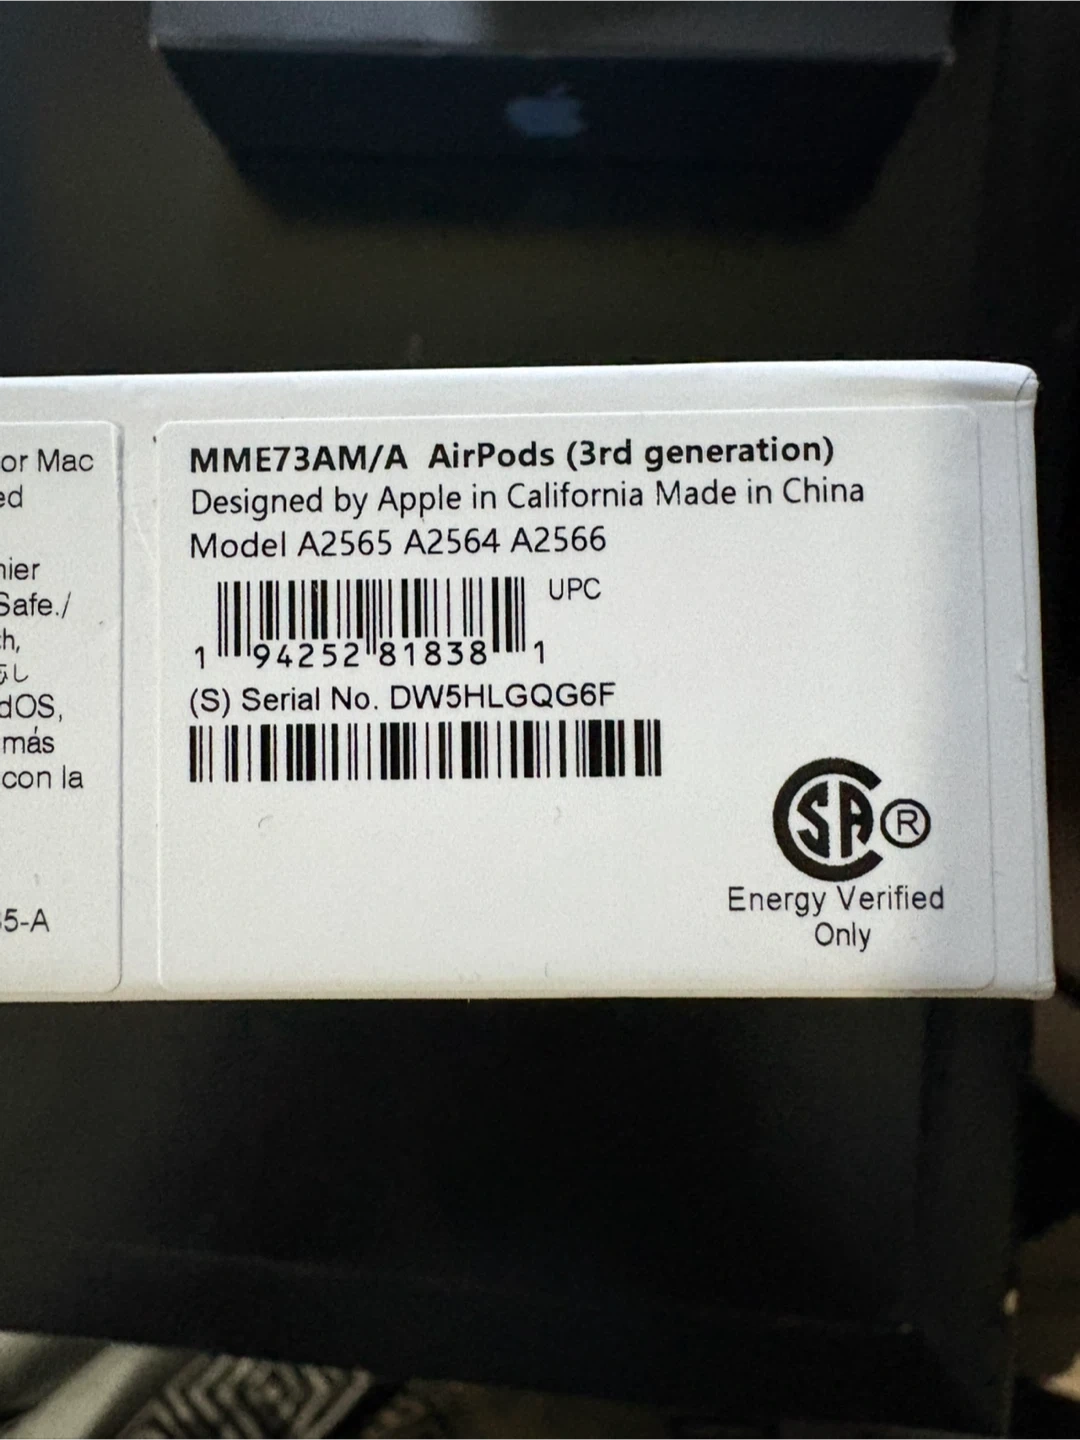 or Mac
ed
nier
Safe./
h,
dOS,
más
con la
5-A
MME73AM/A AirPods (3rd generation)
Designed by Apple in California Made in China
Model A2565 A2564 A2566
UPC
1 94252 81838 1
(S) Serial No. DW5HLGQG6F
SA ®
Energy Verified
Only